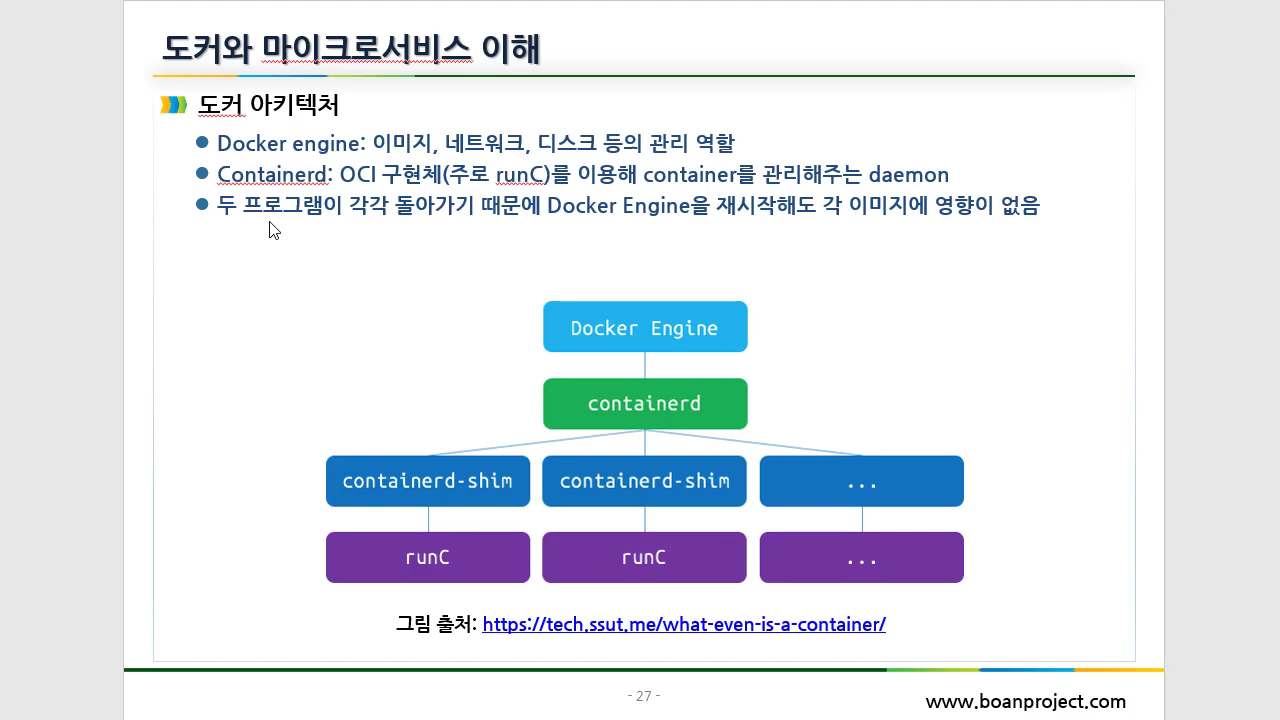 도커와 마이크로서비스 이해
도커 아키텍처
Docker engine: 이미지, 네트워크, 디스크 등의 관리 역할
Containerd: OCI 구현체(주로 runC)를 이용해 container를 관리해주는 daemon
두 프로그램이 각각 돌아가기 때문에 Docker Engine을 재시작해도 각 이미지에 영향이 없음
Docker Engine
containerd
containerd-shim containerd-shim ...
runC runC ...
그림 출처: https://tech.ssut.me/what-even-is-a-container/
- 27 -
www.boanproject.com